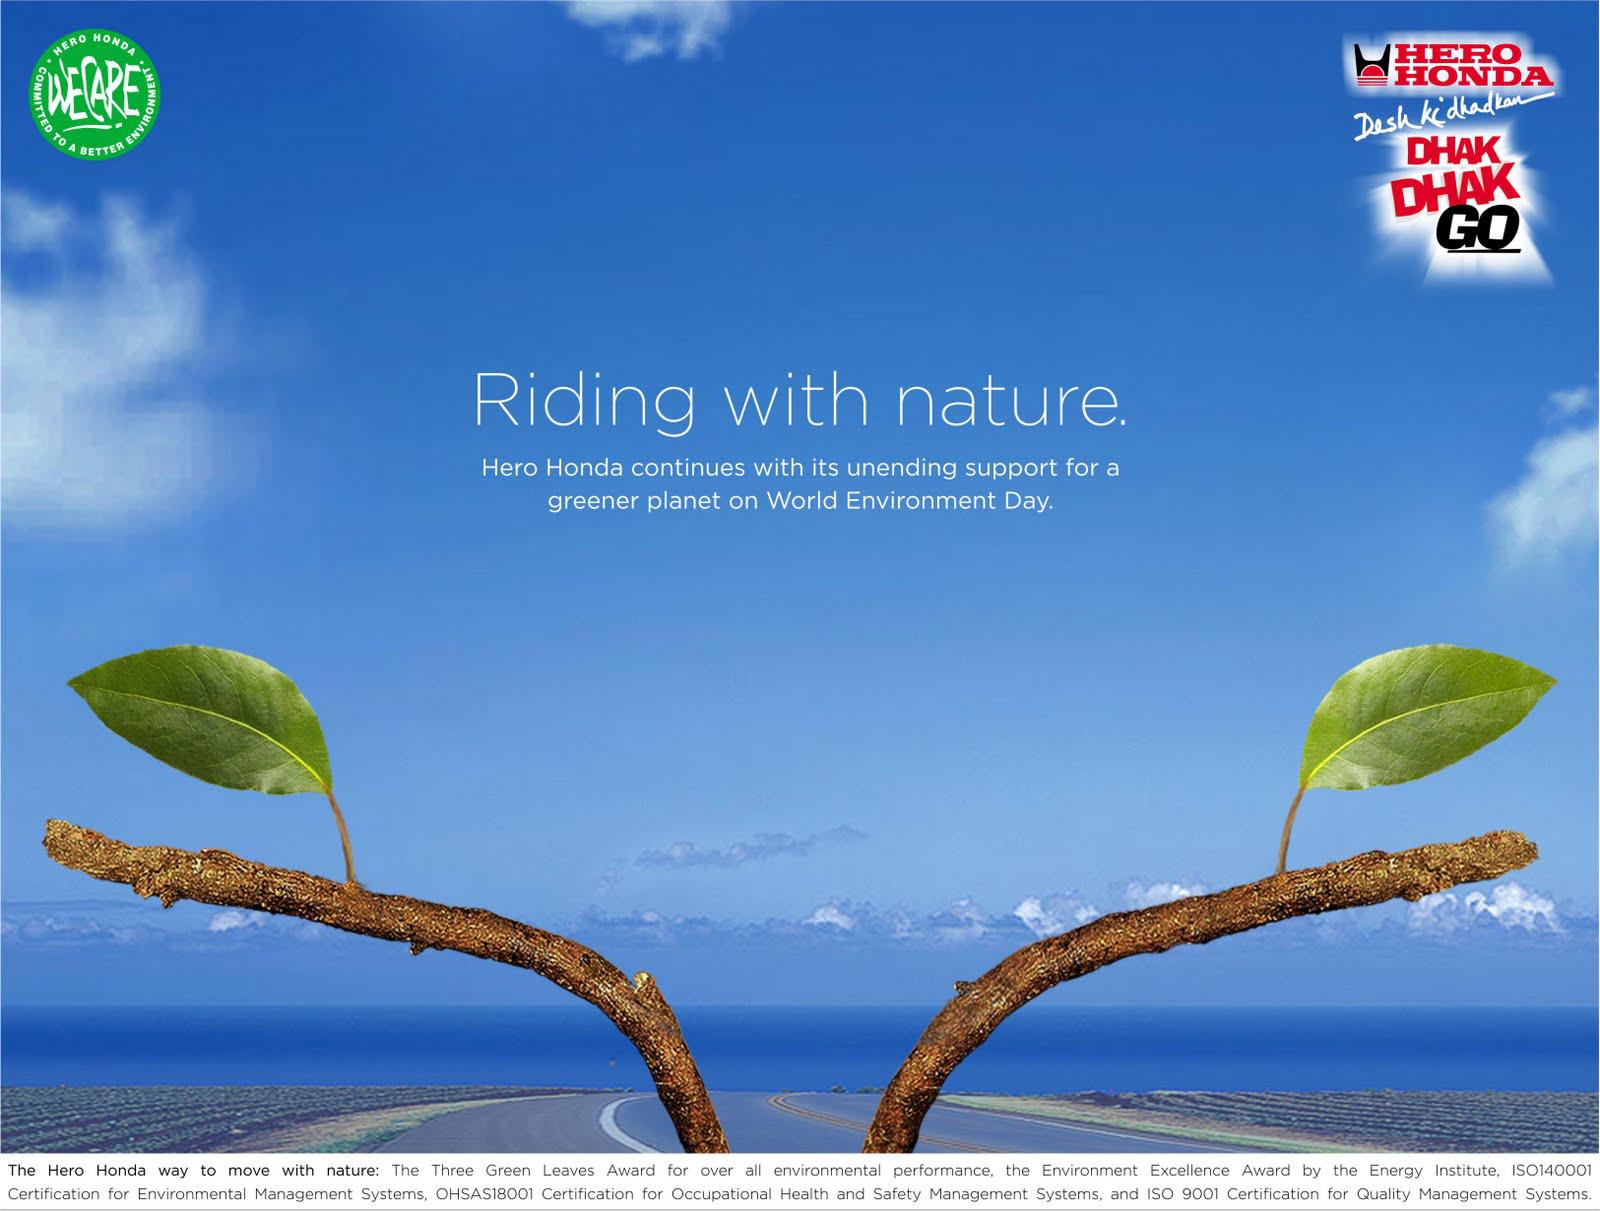 HERO HONDA
WE CARE
COMMITTED TO A BETTER ENVIRONMENT
HERO
HONDA
Desh ki dhadkan
DHAK
DHAK
GO
Riding with nature.
Hero Honda continues with its unending support for a
greener planet on World Environment Day.
The Hero Honda way to move with nature: The Three Green Leaves Award for over all environmental performance, the Environment Excellence Award by the Energy Institute, ISO140001
Certification for Environmental Management Systems, OHSAS18001 Certification for Occupational Health and Safety Management Systems, and ISO 9001 Certification for Quality Management Systems.